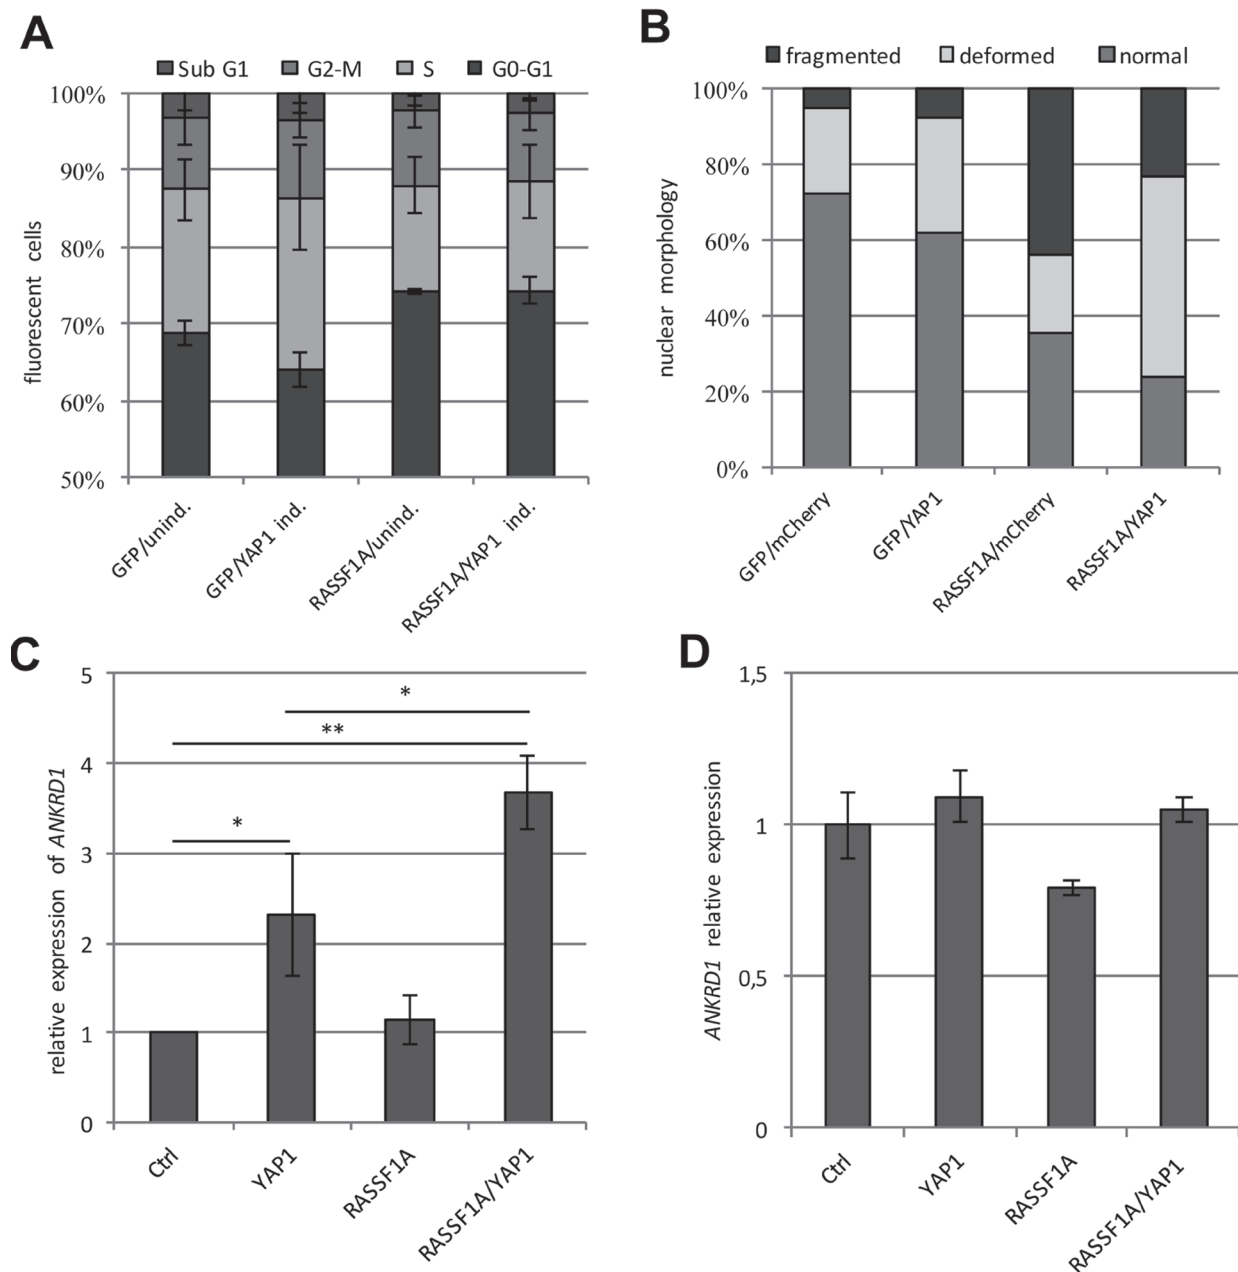 A
Sub G1 G2-M S G0-G1
100%
90%
80%
70%
60%
50%
fluorescent cells
GFP/unind.
GFP/YAP1 ind.
RASSF1A/unind.
RASSF1A/YAP1 ind.
B
fragmented deformed normal
100%
80%
60%
40%
20%
0%
nuclear morphology
GFP/mCherry
GFP/YAP1
RASSF1A/mCherry
RASSF1A/YAP1
C
5
4
3
2
1
0
relative expression of ANKRD1
*
**
*
Ctrl
YAP1
RASSF1A
RASSF1A/YAP1
D
1,5
1
0,5
0
ANKRD1 relative expression
Ctrl
YAP1
RASSF1A
RASSF1A/YAP1